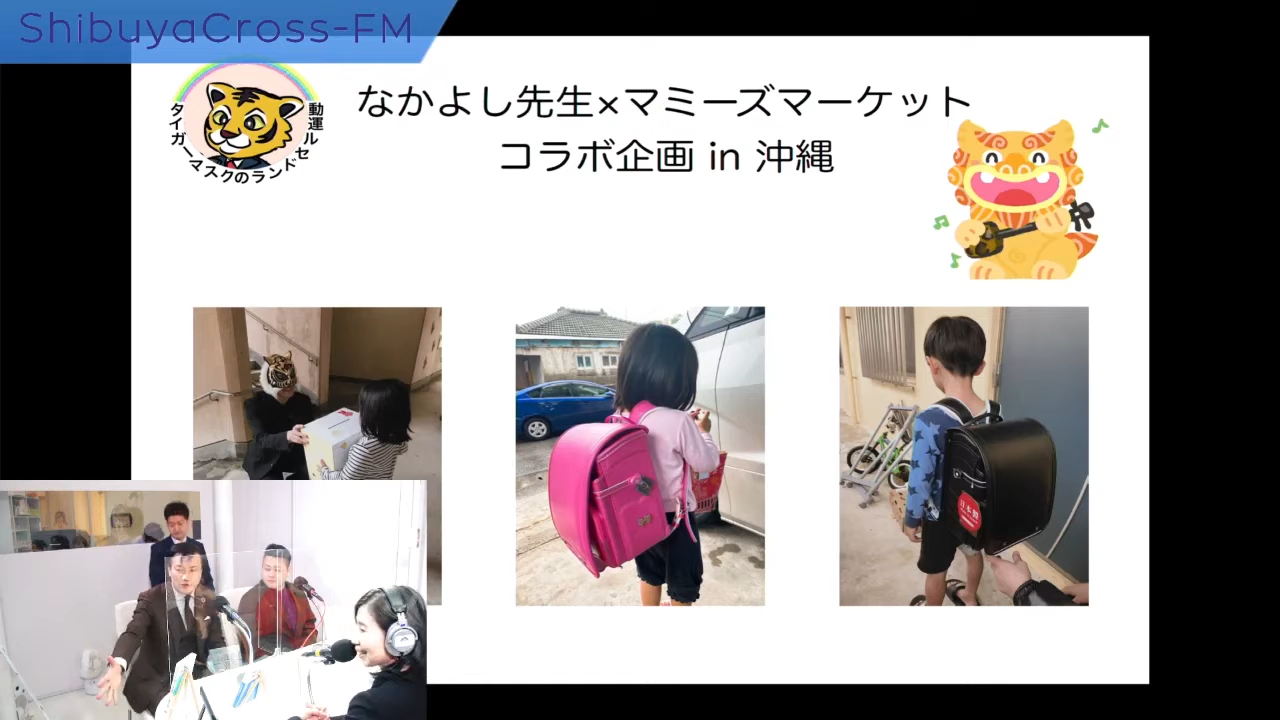 ShibuyaCross-FM
タイガーマスクのランドセル運動
なかよし先生×マミーズマーケット
コラボ企画 in 沖縄